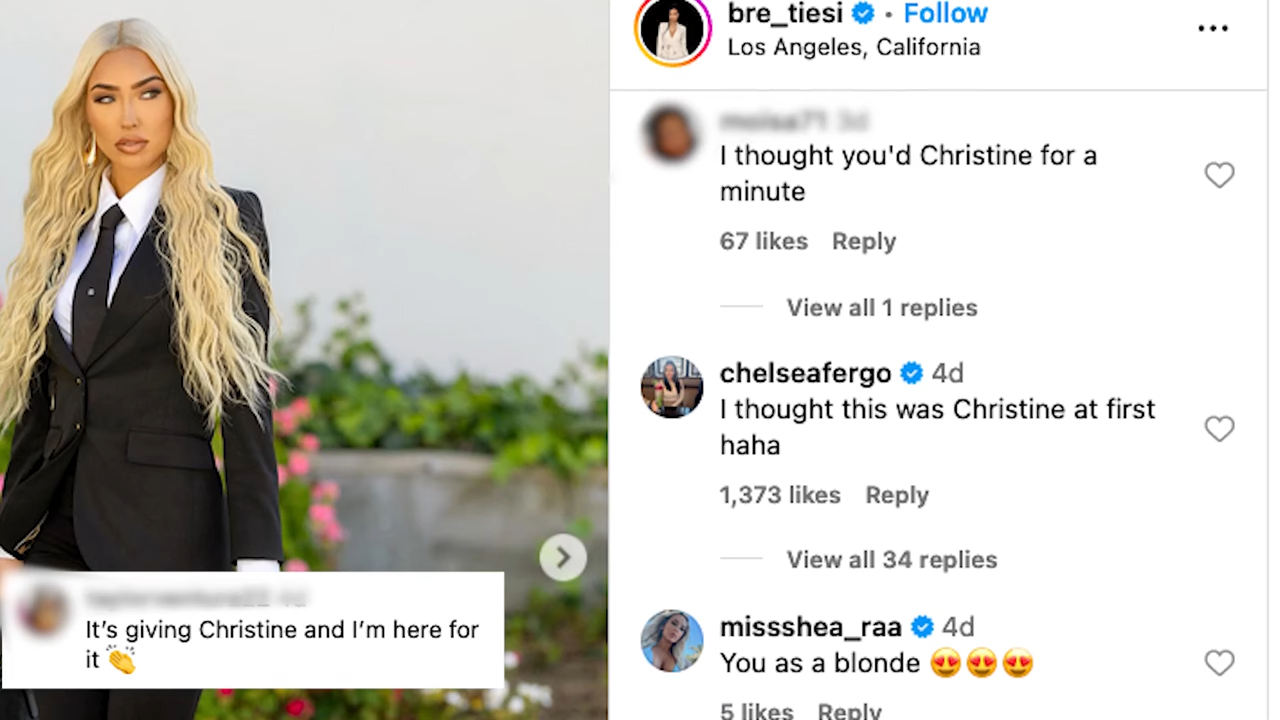 bre_tiesi • Follow
Los Angeles, California
I thought you'd Christine for a
minute
67 likes Reply
View all 1 replies
chelseafergo 4d
I thought this was Christine at first
haha
1,373 likes Reply
View all 34 replies
missshea_raa 4d
You as a blonde 😍😍😍
5 likes Reply
It's giving Christine and I'm here for
it 👏